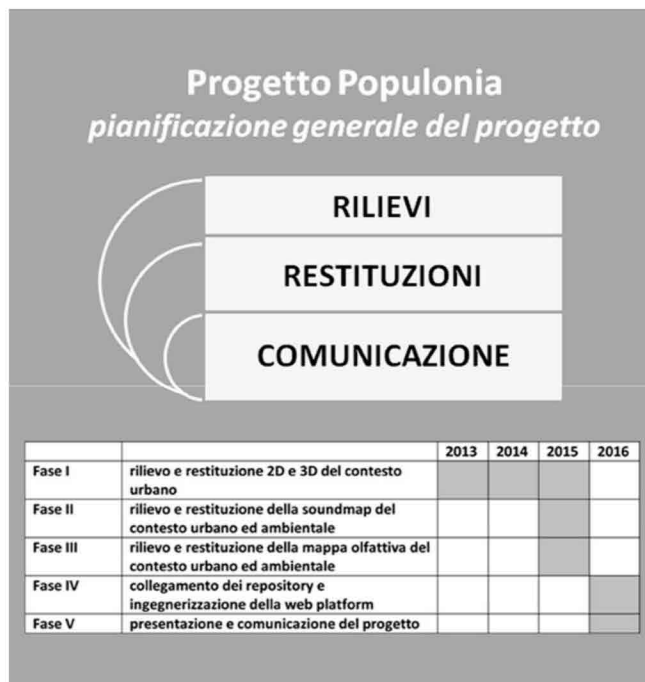 Progetto Populonia
pianificazione generale del progetto
RILIEVI
RESTITUZIONI
COMUNICAZIONE
2013 2014 2015 2016
Fase I rilievo e restituzione 2D e 3D del contesto
urbano
Fase II rilievo e restituzione della soundmap del
contesto urbano ed ambientale
Fase III rilievo e restituzione della mappa olfattiva del
contesto urbano ed ambientale
Fase IV collegamento dei repository e
ingegnerizzazione della web platform
Fase V presentazione e comunicazione del progetto